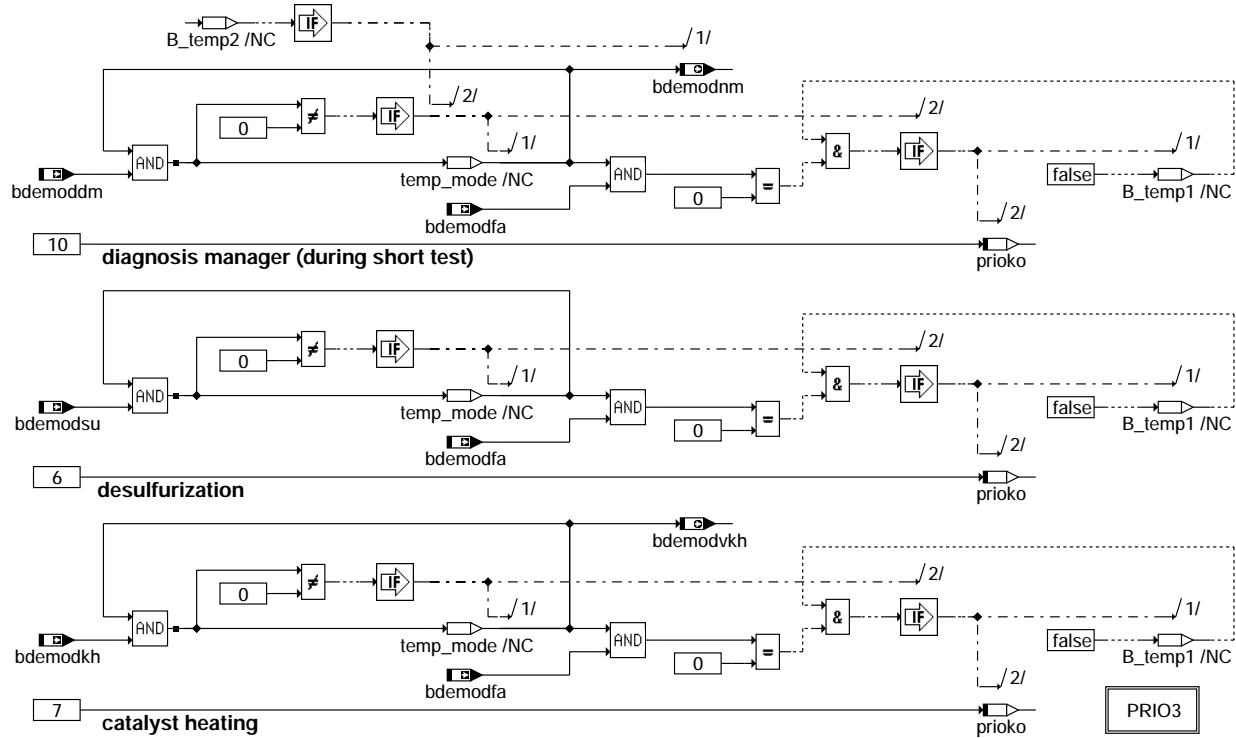 B_temp2 /NC
IF
/1/
bdemodnm
/2/
≠
IF
/2/
0
/1/
&
IF
/1/
AND
temp_mode /NC
AND
=
false
B_temp1 /NC
bdemoddm
0
bdemodfa
/2/
10
diagnosis manager (during short test)
prioko
≠
IF
/2/
0
/1/
&
IF
/1/
AND
temp_mode /NC
AND
=
false
B_temp1 /NC
bdemodsu
0
bdemodfa
/2/
6
desulfurization
prioko
bdemodvkh
≠
IF
/2/
0
/1/
&
IF
/1/
AND
temp_mode /NC
AND
=
false
B_temp1 /NC
bdemodkh
0
bdemodfa
/2/
7
catalyst heating
prioko
PRIO3